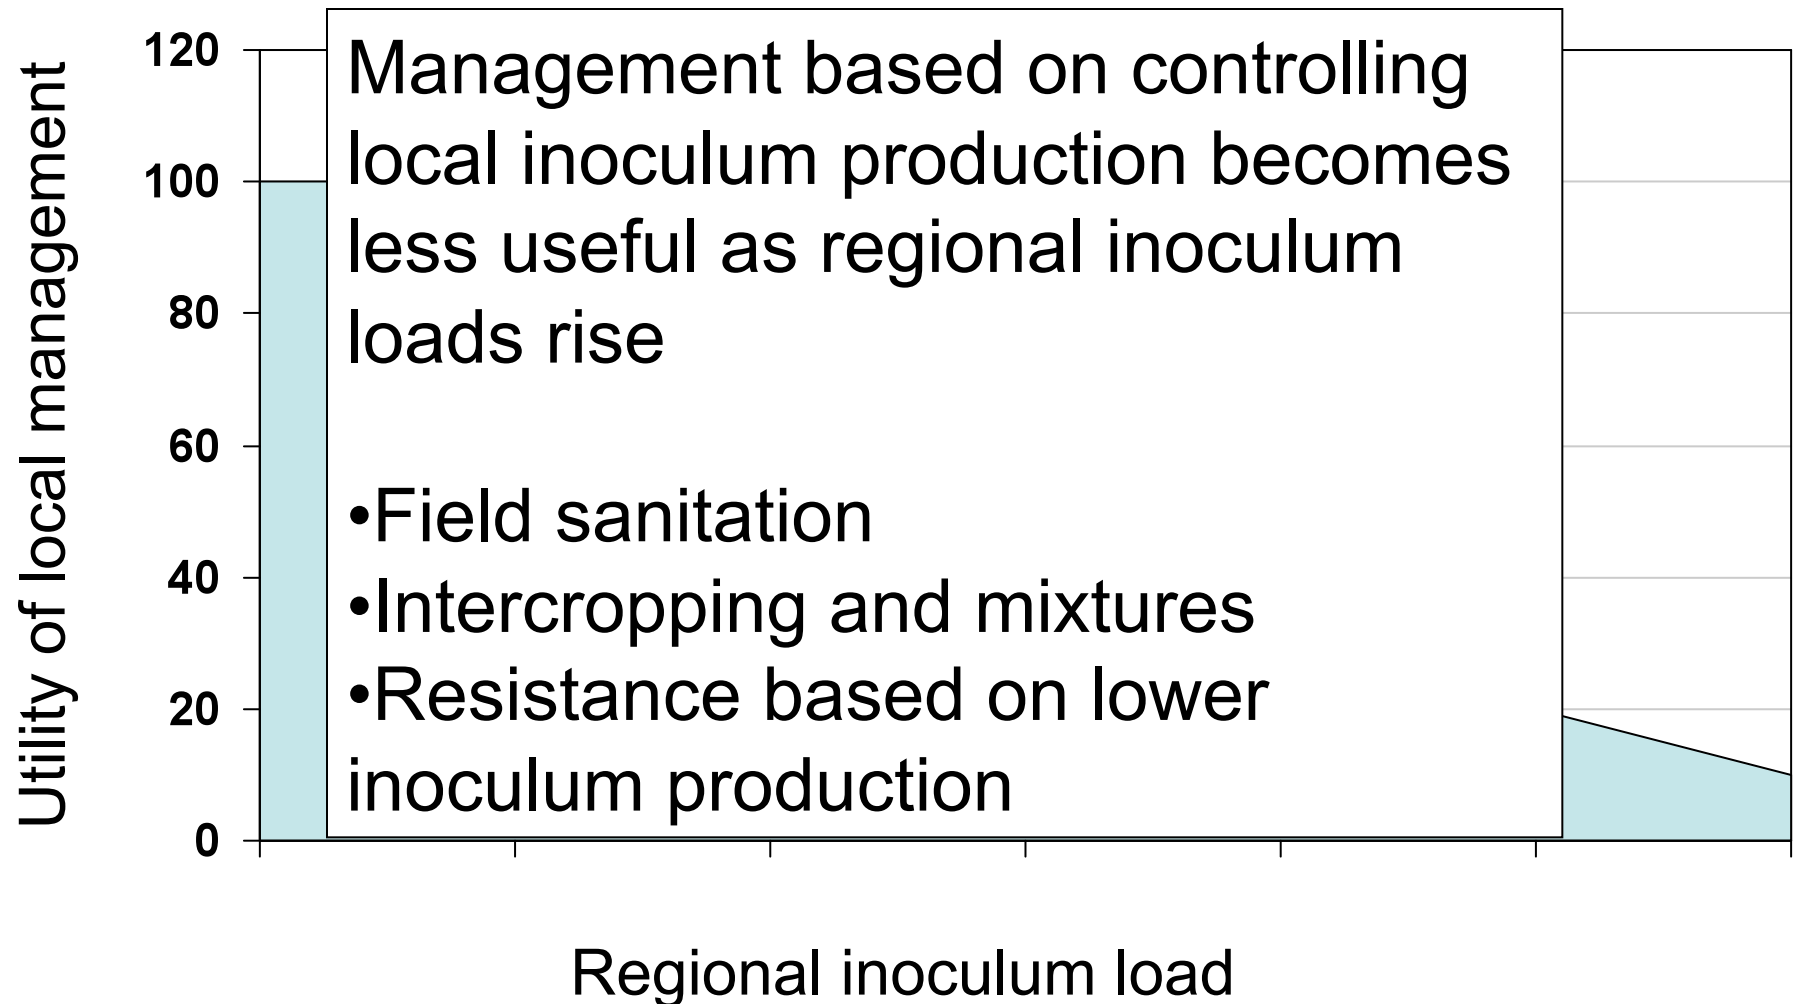 Utility of local management
120
100
80
60
40
20
0
Management based on controlling
local inoculum production becomes
less useful as regional inoculum
loads rise
•Field sanitation
•Intercropping and mixtures
•Resistance based on lower
inoculum production
Regional inoculum load